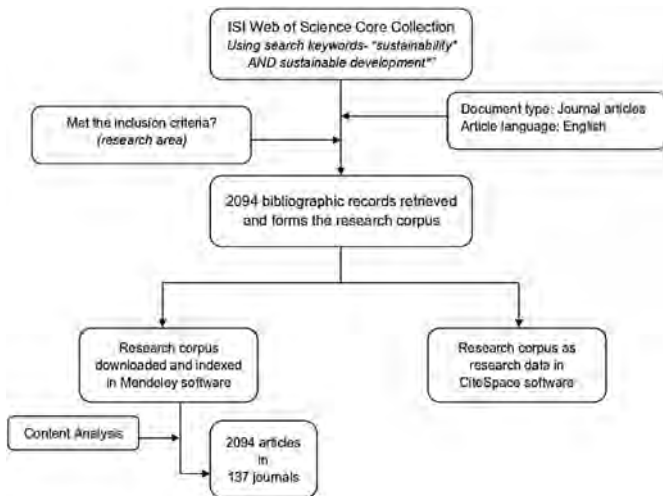 ISI Web of Science Core Collection
Using search keywords- "sustainability*
AND sustainable development*"
Document type: Journal articles
Article language: English
Met the inclusion criteria?
(research area)
2094 bibliographic records retrieved
and forms the research corpus
Research corpus
downloaded and indexed
in Mendeley software
Research corpus as
research data in
CiteSpace software
Content Analysis
2094 articles
in
137 journals